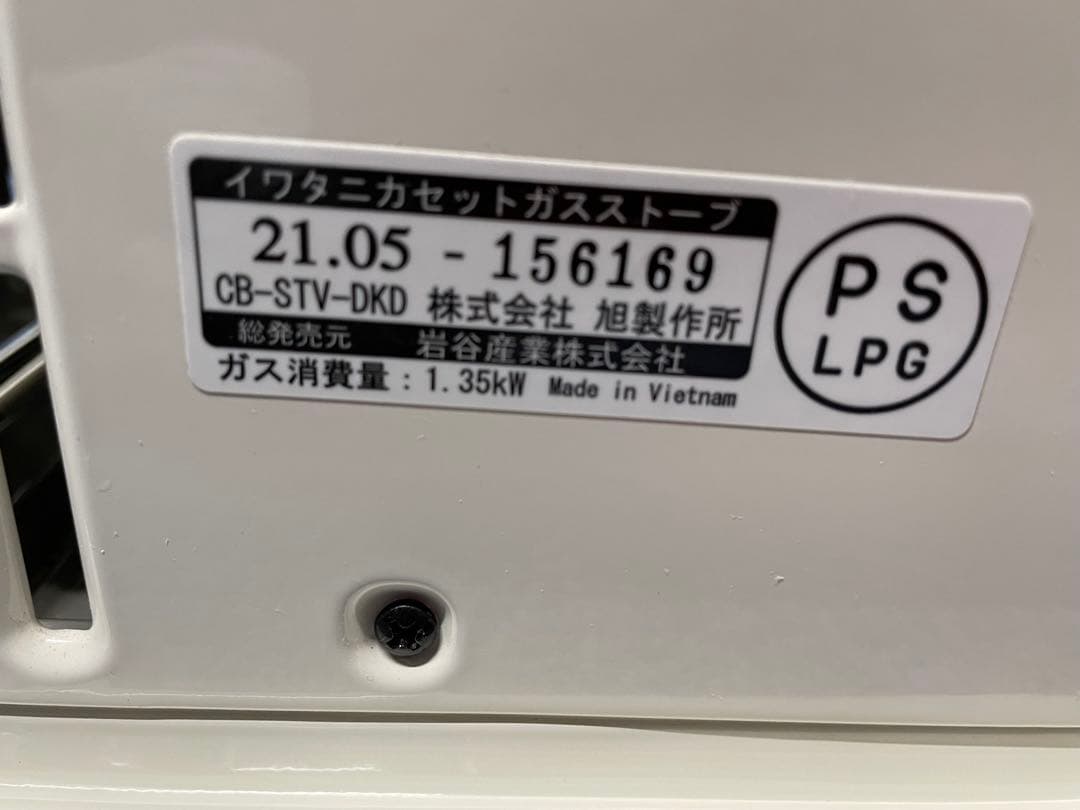 イワタニカセットガスストーブ
21.05 - 156169
CB-STV-DKD 株式会社 旭製作所
総発売元 岩谷産業株式会社
ガス消費量：1.35kW Made in Vietnam
PS
LPG